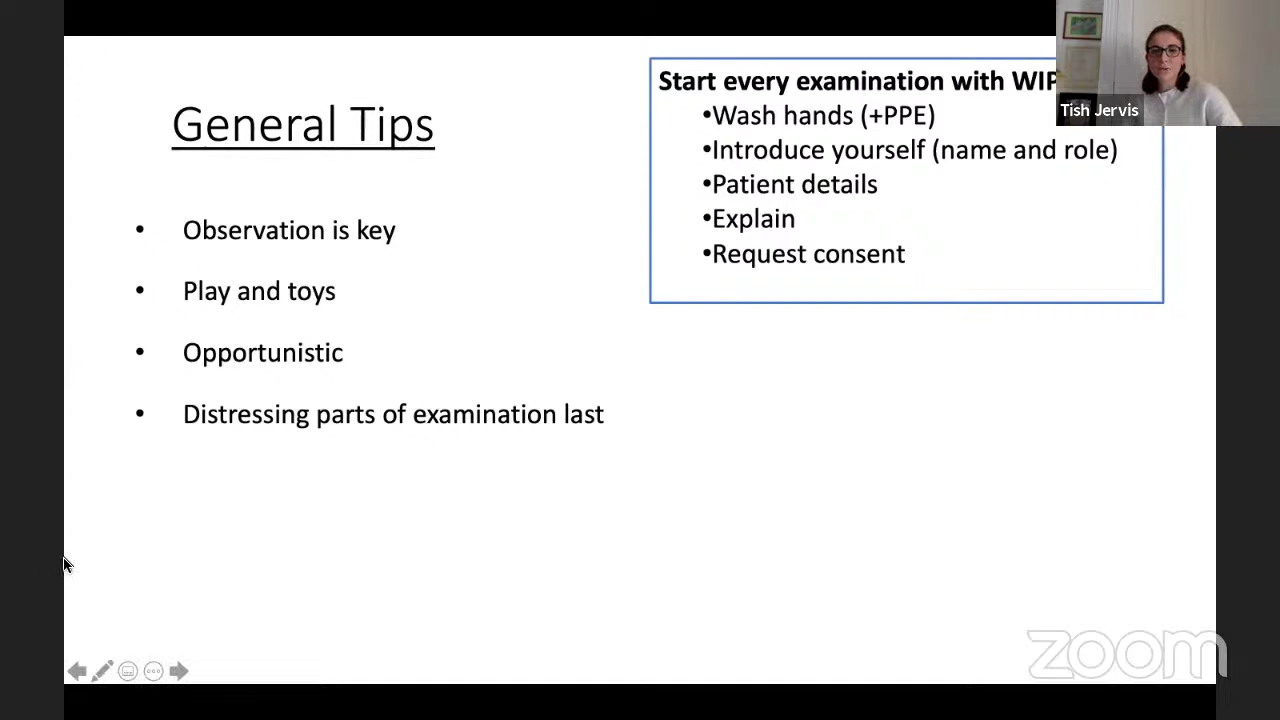 General Tips
• Observation is key
• Play and toys
• Opportunistic
• Distressing parts of examination last
Start every examination with WIP
•Wash hands (+PPE)
•Introduce yourself (name and role)
•Patient details
•Explain
•Request consent
Tish Jervis
zoom